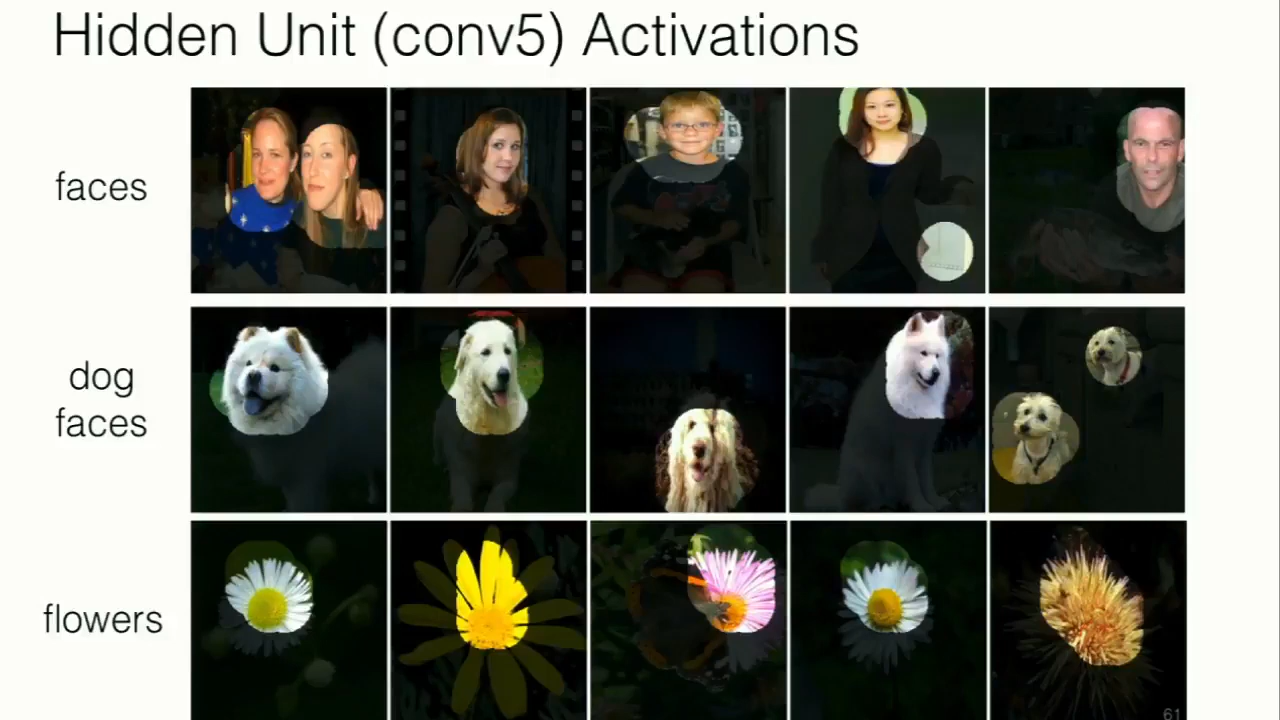 Hidden Unit (conv5) Activations
faces
dog
faces
flowers
61